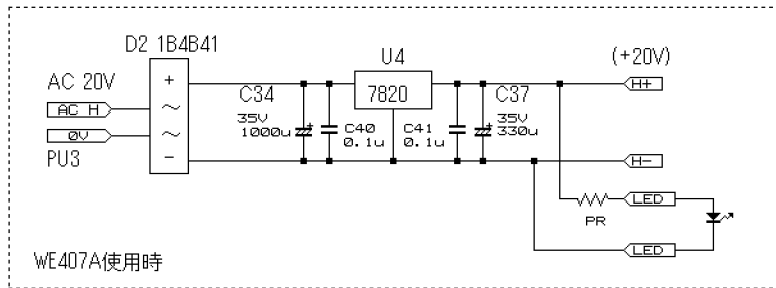 D2 1B4B41
U4
(+20V)
AC 20V
+
7820
H+
AC H
~
C34
35V
1000u
+
C40
0.1u
C41
0.1u
C37
35V
330u
+
0V
~
PU3
-
H-
PR
LED
LED
WE407A使用時